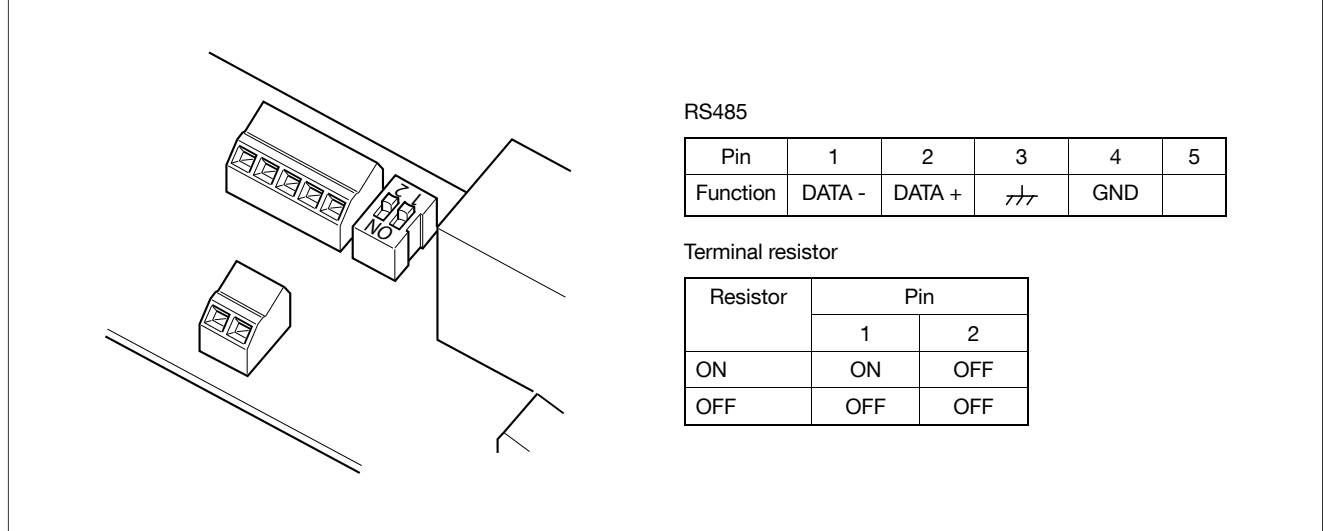 2 1
ON
RS485
Pin 1 2 3 4 5
Function DATA - DATA + GND
Terminal resistor
Resistor Pin
1 2
ON ON OFF
OFF OFF OFF